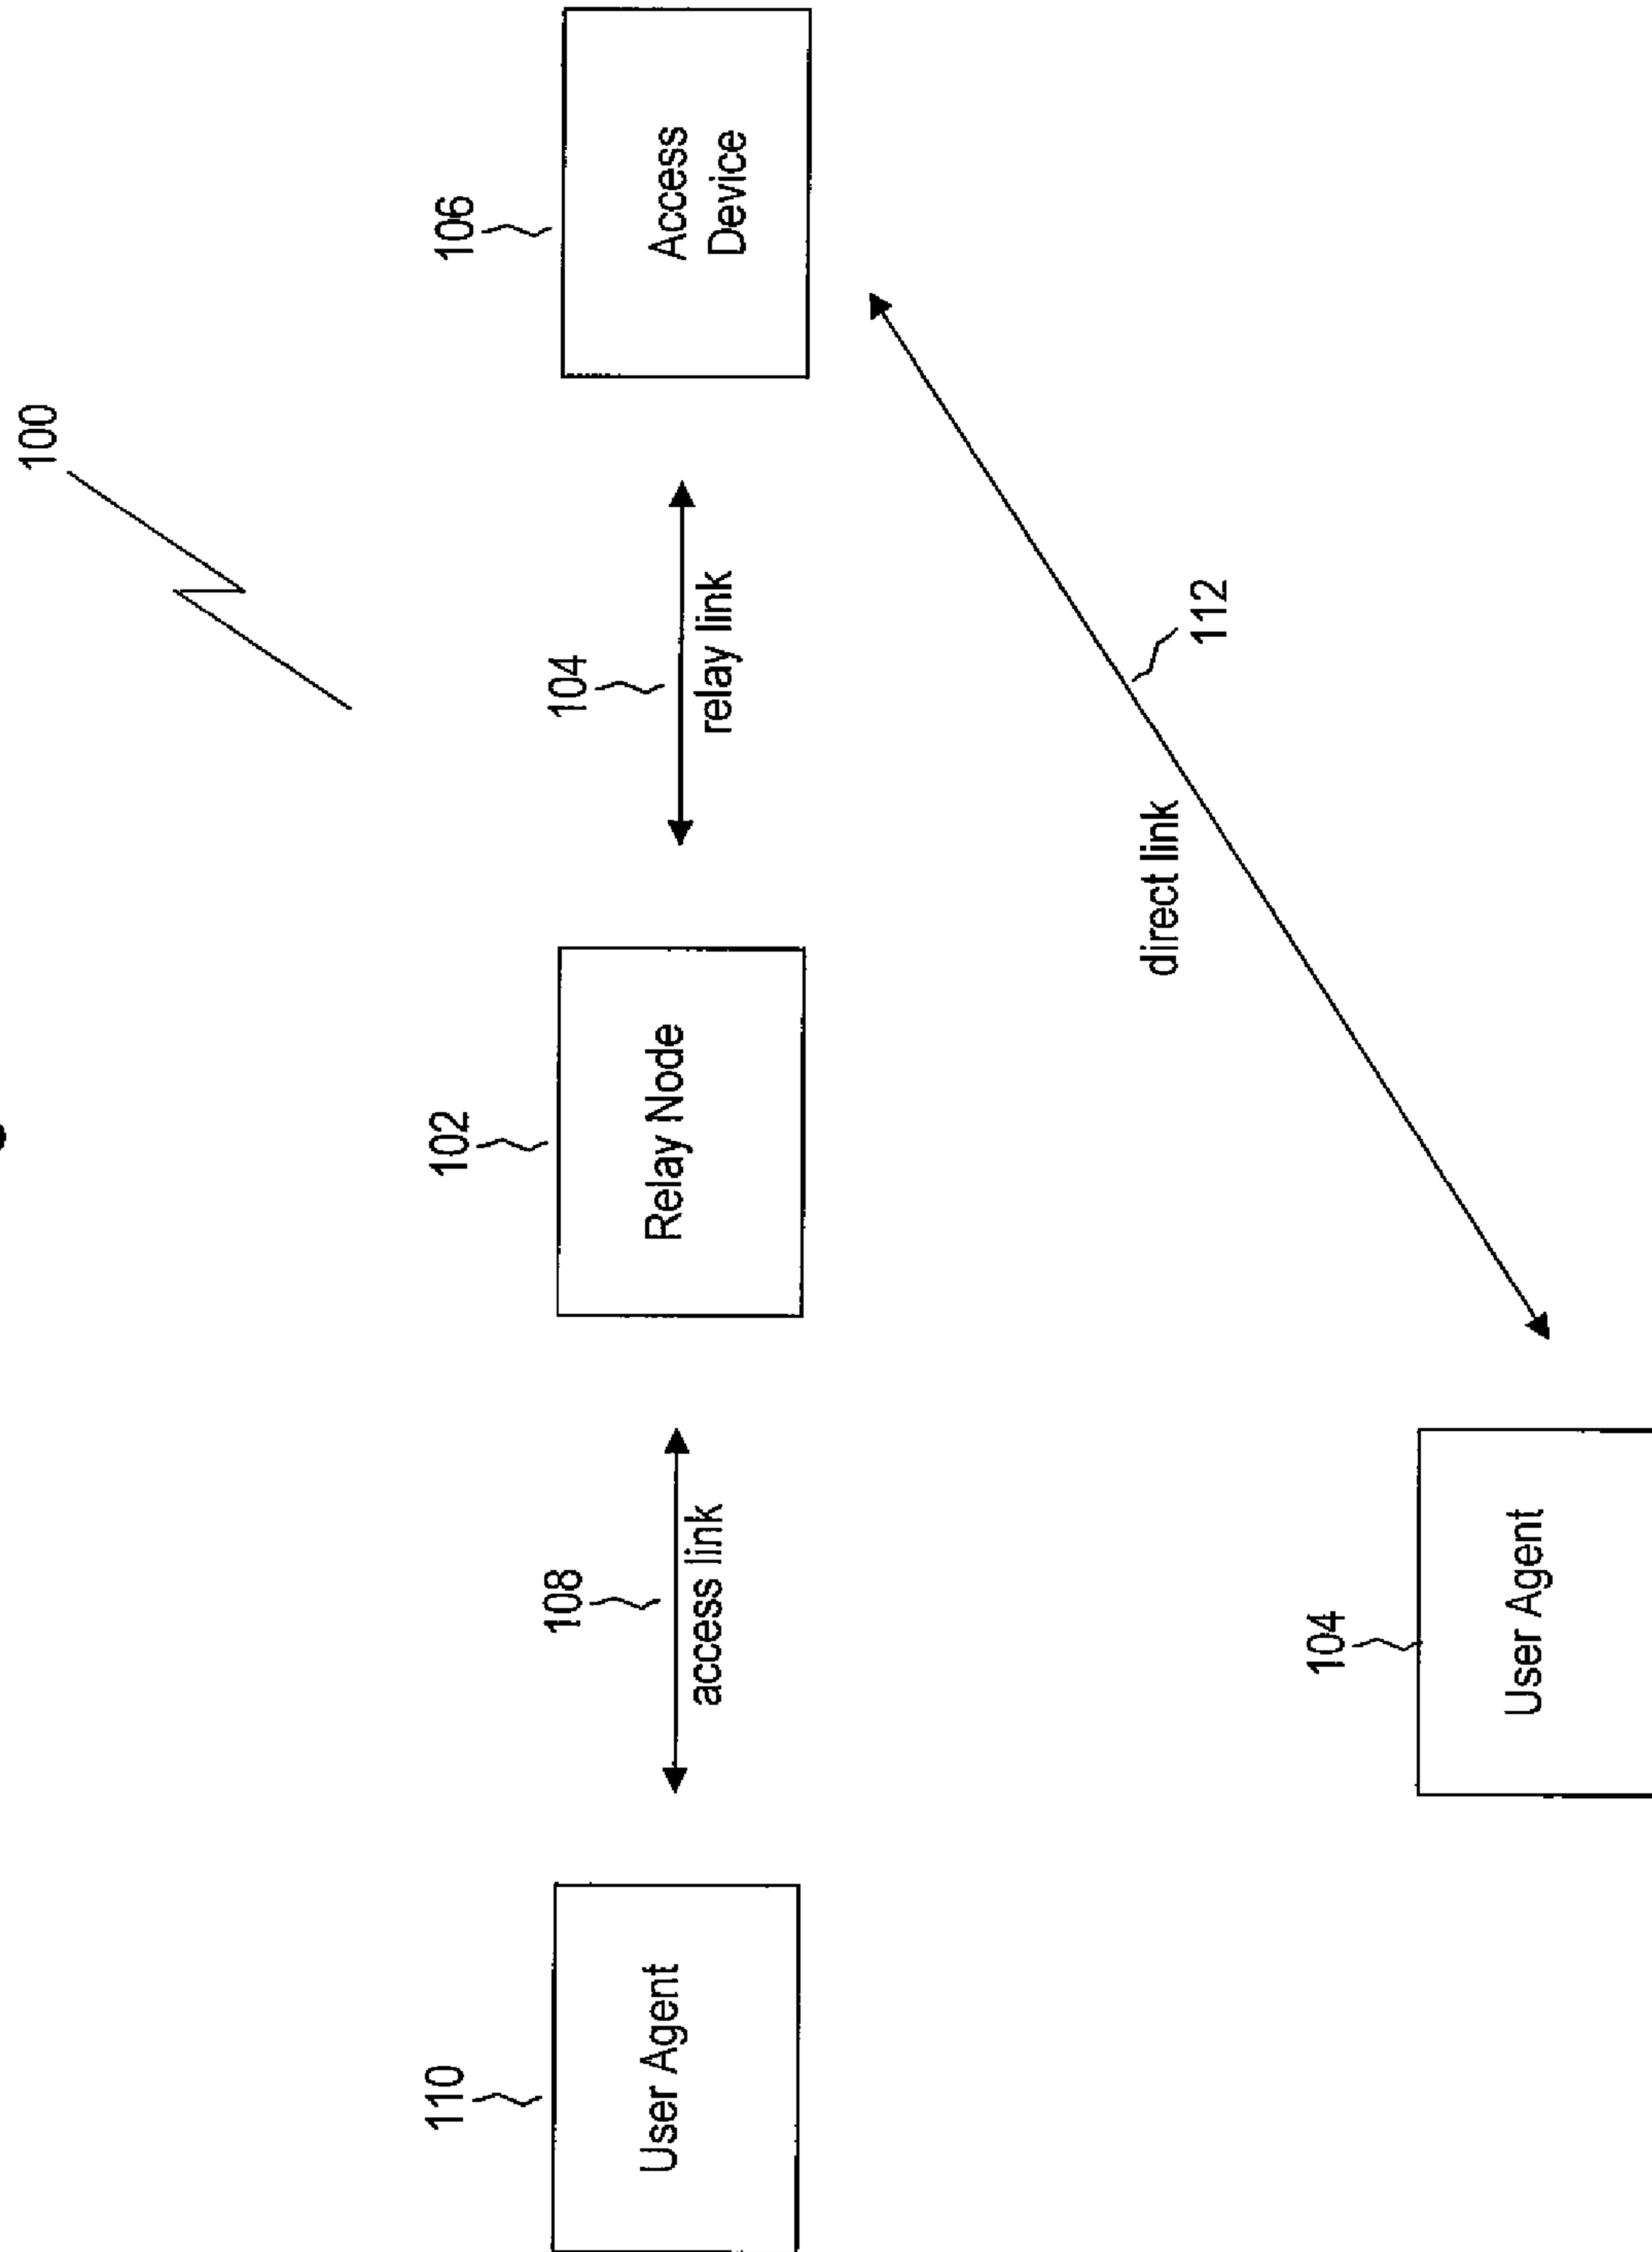 100
110
User Agent
108
access link
102
Relay Node
104
relay link
106
Access
Device
direct link
112
104
User Agent